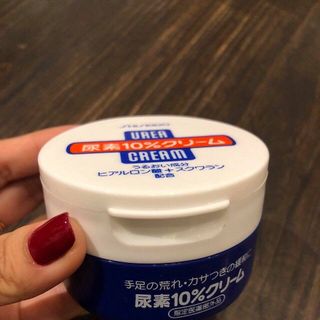 SHISEIDO
UREA
尿素10%クリーム
CREAM
うるおい成分
ヒアルロン酸＋スクワラン
配合
手足の荒れ・カサつきの緩和に
尿素10%クリーム
指定医薬部外品